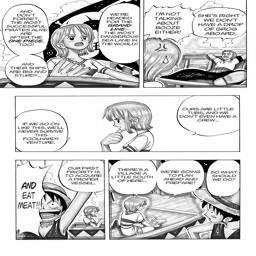 SHE'S
RIGHT. WE
DON'T HAVE
A DROP
OF GROG
ABOARD.
I'M NOT
TALKING
ABOUT
BOOZE
EITHER!
WE'RE
HEADED
FOR THE
GRAND
LINE--
THE MOST
DANGEROUS
SEA LANE IN
THE WORLD!
AND
DON'T
FORGET,
THE MOST
SUCCESSFUL
PIRATES ALIVE
ARE
AFTER THE
ONE PIECE,
TOO.
AND
THEIR SHIPS
ARE BIG AND
STURDY...
OURS ARE LITTLE
TUBS, AND WE
DON'T EVEN HAVE
A CREW...
IF WE GO ON
LIKE THIS, WE'LL
NEVER SURVIVE
THIS
FOOLHARDY
VENTURE.
SO WHAT
SHOULD
WE DO?
WE'RE GOING
TO PLAN
AHEAD AND
PREPARE!
THERE'S A
VILLAGE A
LITTLE SOUTH
OF HERE...
OUR FIRST
PRIORITY IS
TO ACQUIRE
A PROPER
VESSEL.
AND
EAT
MEAT!!